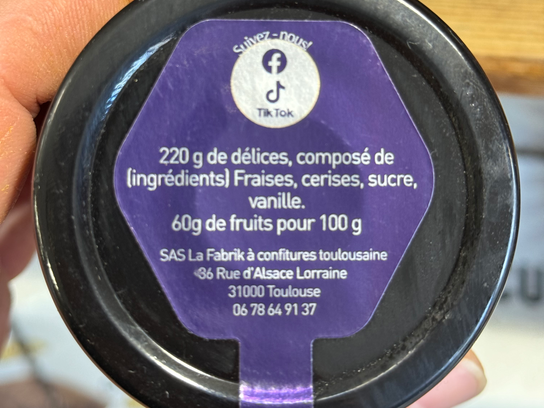 Suivez-nous!
TikTok
220 g de délices, composé de
(ingrédients) Fraises, cerises, sucre,
vanille.
60g de fruits pour 100 g
SAS La Fabrik à confitures toulousaine
86 Rue d'Alsace Lorraine
31000 Toulouse
06 78 64 91 37